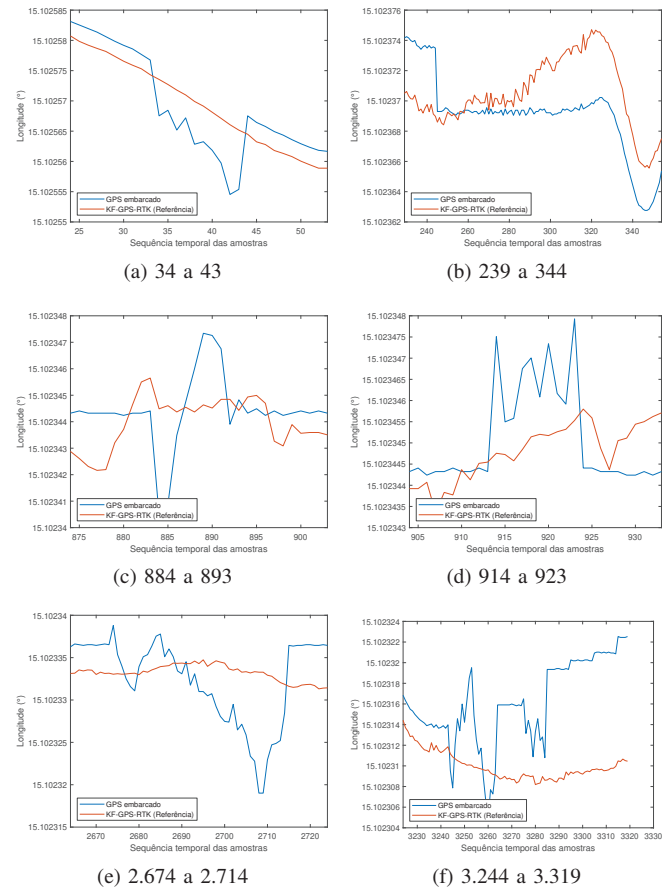 15.102585
15.10258
15.102575
15.10257
15.102565
15.10256
15.102555
15.10255
Longitude (°)
GPS embarcado
KF-GPS-RTK (Referência)
25 30 35 40 45 50
Sequência temporal das amostras
(a) 34 a 43
15.102376
15.102374
15.102372
15.10237
15.102368
15.102366
15.102364
15.102362
Longitude (°)
GPS embarcado
KF-GPS-RTK (Referência)
240 260 280 300 320 340
Sequência temporal das amostras
(b) 239 a 344
15.102348
15.102347
15.102346
15.102345
15.102344
15.102343
15.102342
15.102341
15.10234
Longitude (°)
GPS embarcado
KF-GPS-RTK (Referência)
875 880 885 890 895 900
Sequência temporal das amostras
(c) 884 a 893
15.102348
15.1023475
15.102347
15.1023465
15.102346
15.1023455
15.102345
15.1023445
15.102344
15.1023435
15.102343
Longitude (°)
GPS embarcado
KF-GPS-RTK (Referência)
905 910 915 920 925 930
Sequência temporal das amostras
(d) 914 a 923
15.10234
15.102335
15.10233
15.102325
15.10232
15.102315
Longitude (°)
GPS embarcado
KF-GPS-RTK (Referência)
2670 2680 2690 2700 2710 2720
Sequência temporal das amostras
(e) 2.674 a 2.714
15.102324
15.102322
15.10232
15.102318
15.102316
15.102314
15.10231
15.102308
15.102306
15.102304
Longitude (°)
GPS embarcado
KF-GPS-RTK (Referência)
3230 3240 3250 3260 3270 3280 3290 3300 3310 3320 3330
Sequência temporal das amostras
(f) 3.244 a 3.319